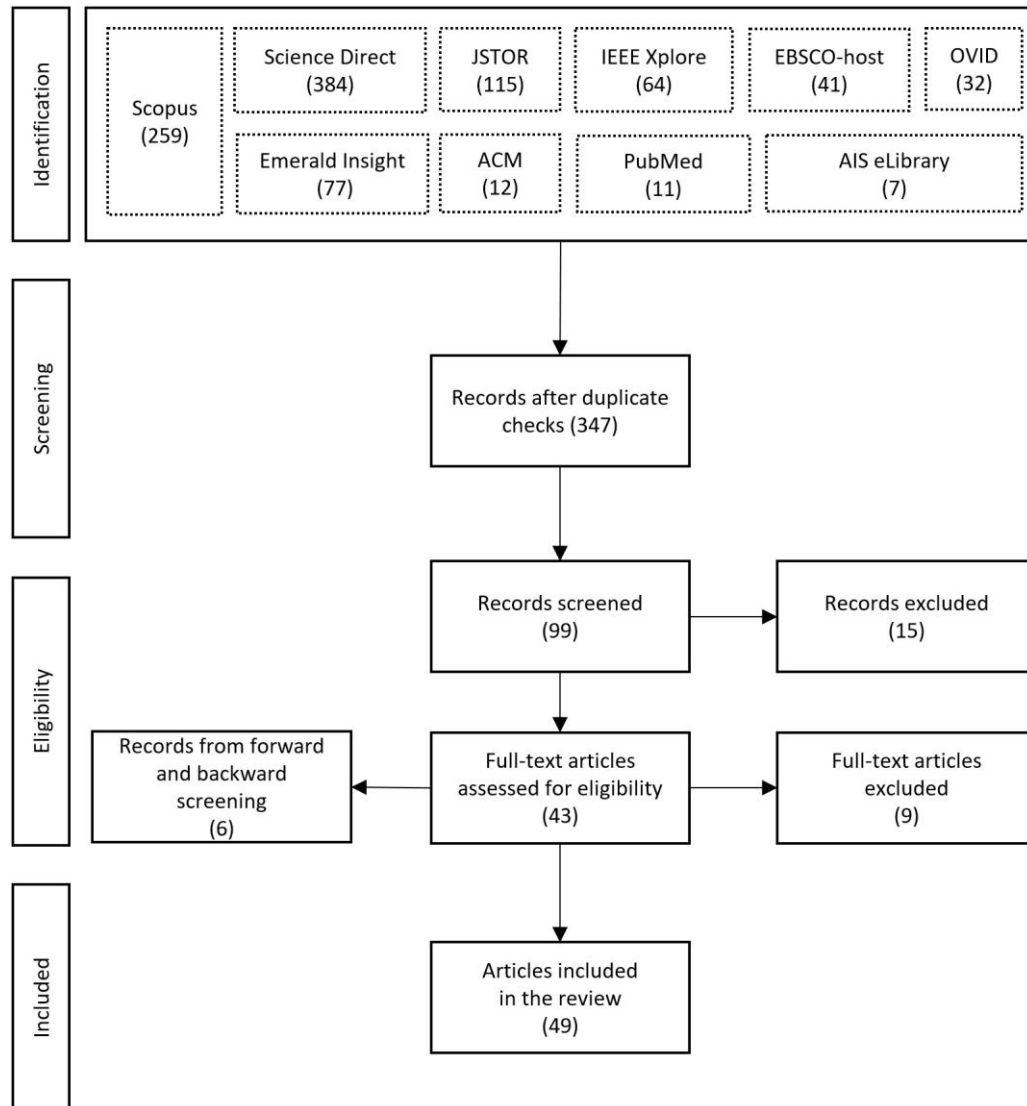 Identification
Scopus
(259)
Science Direct
(384)
JSTOR
(115)
IEEE Xplore
(64)
EBSCO-host
(41)
OVID
(32)
Emerald Insight
(77)
ACM
(12)
PubMed
(11)
AIS eLibrary
(7)
Screening
Records after duplicate
checks (347)
Eligibility
Records screened
(99)
Records excluded
(15)
Records from forward
and backward
screening
(6)
Full-text articles
assessed for eligibility
(43)
Full-text articles
excluded
(9)
Included
Articles included
in the review
(49)